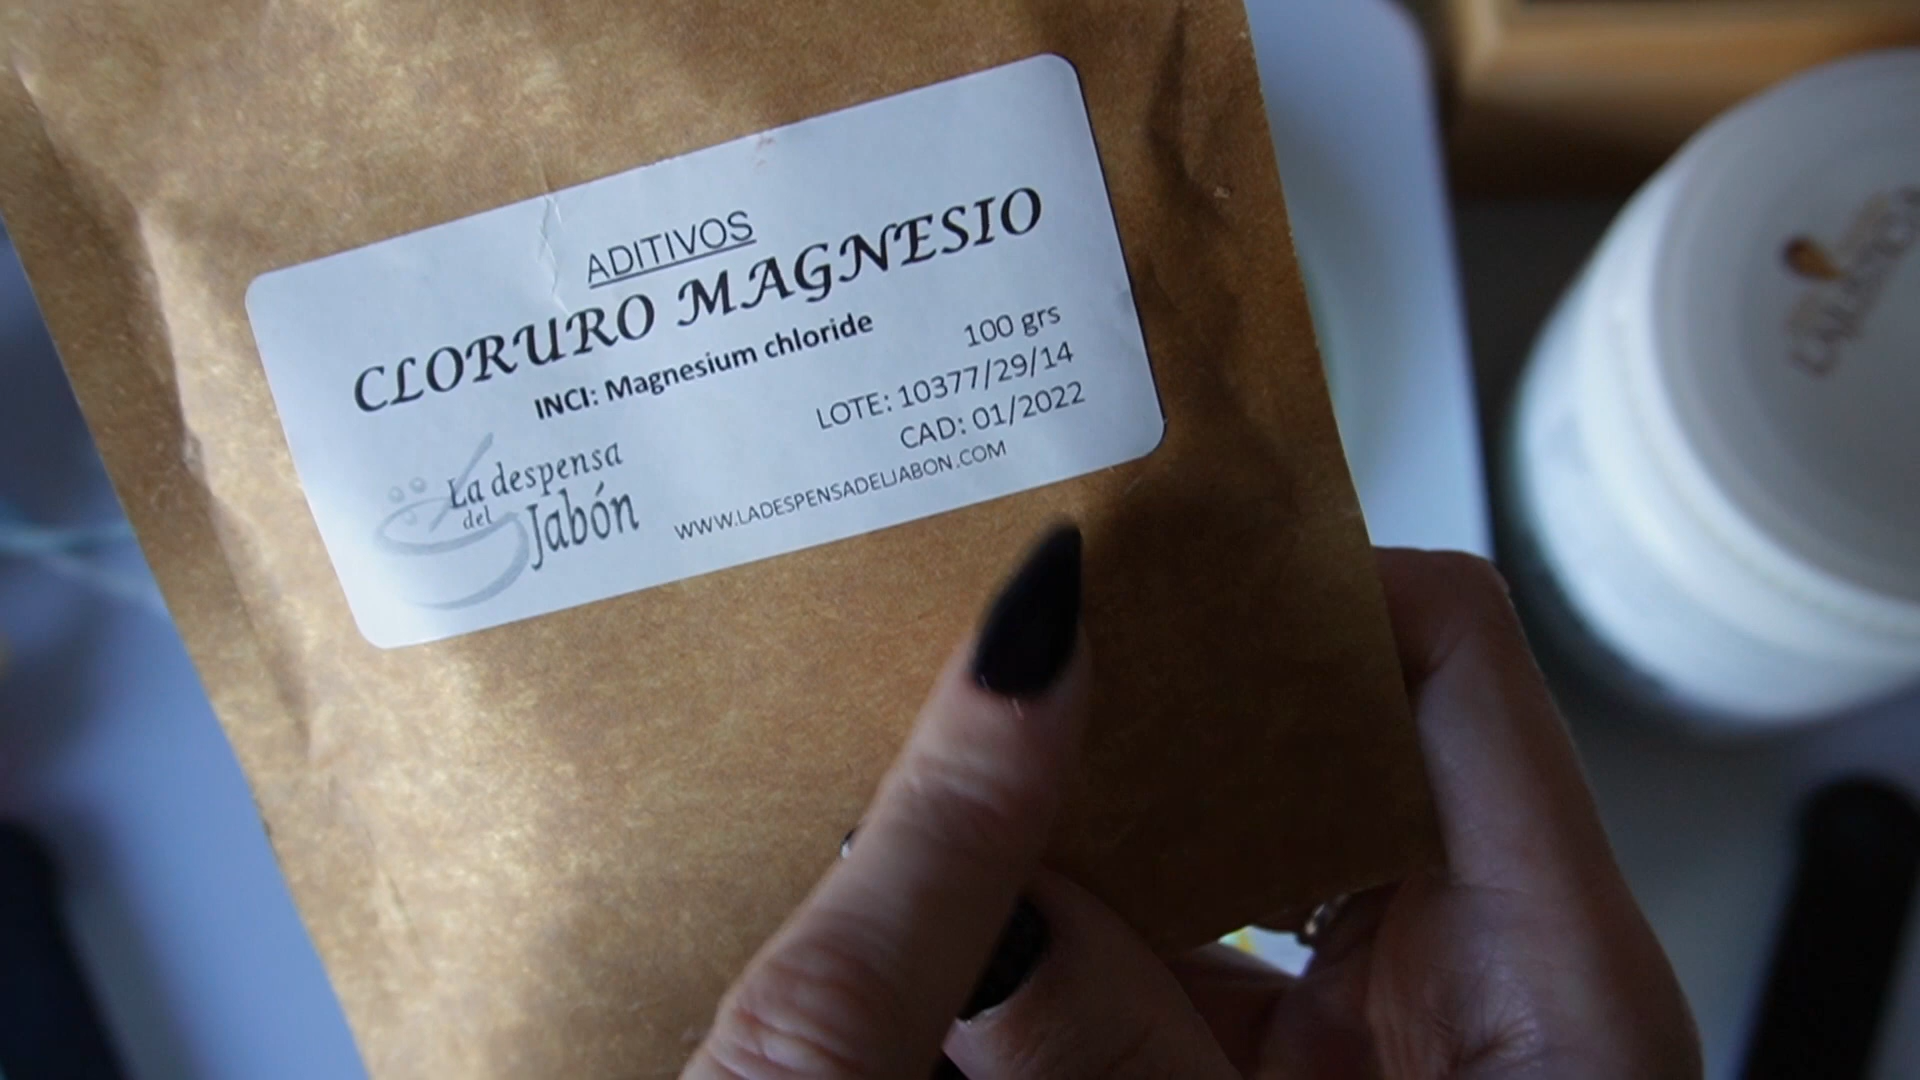 ADITIVOS
CLORURO MAGNESIO
INCI: Magnesium chloride
100 grs
LOTE: 10377/29/14
CAD: 01/2022
WWW.LADESPENSADELJABON.COM
La despensa
del Jabón